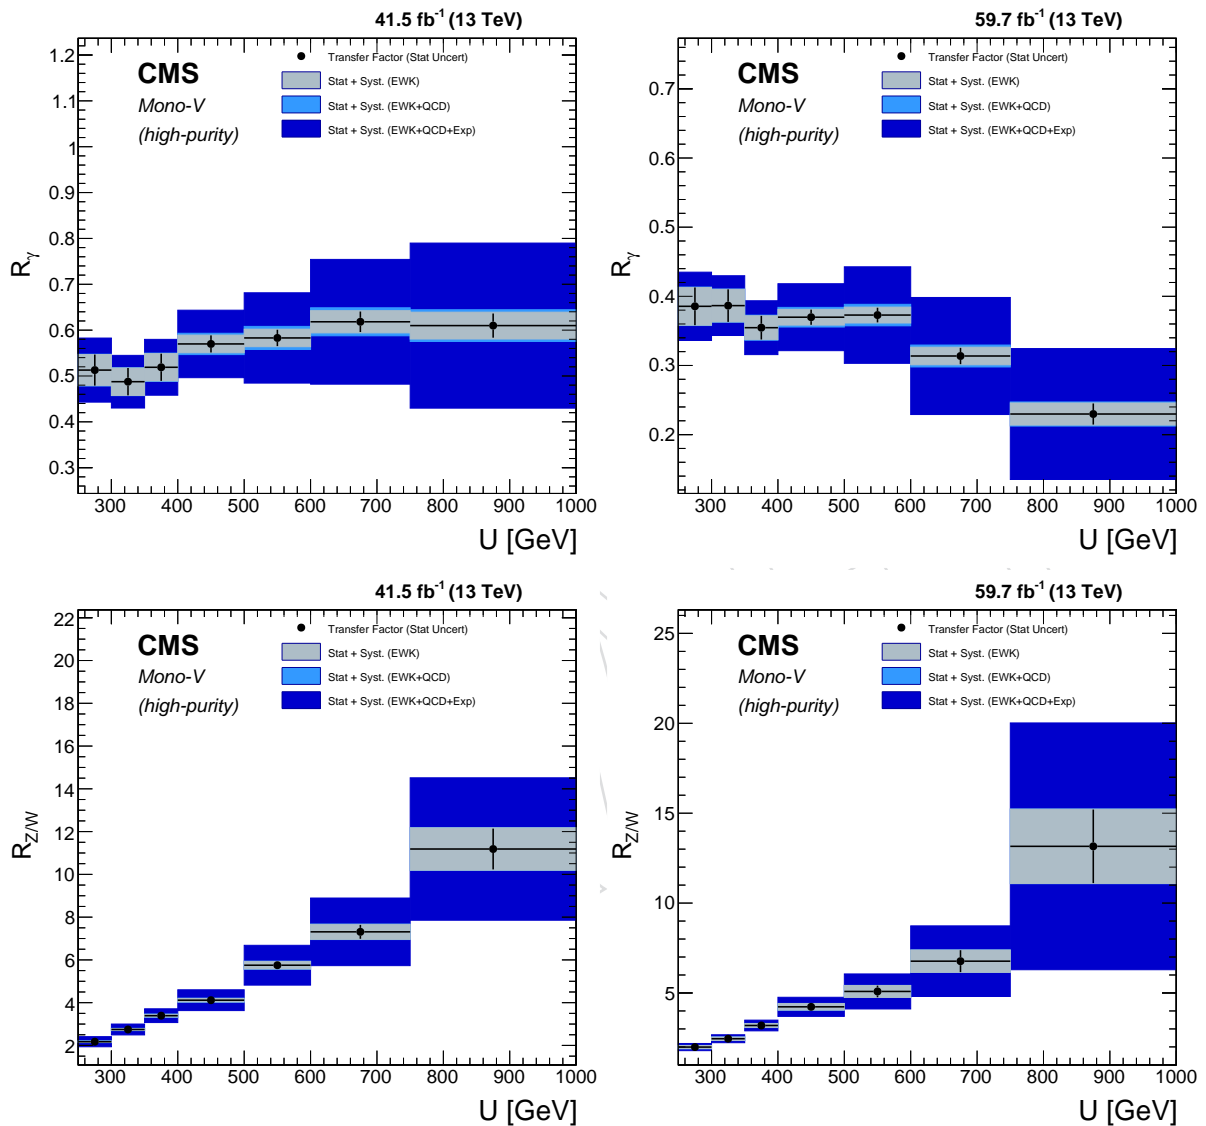 41.5 fb-1 (13 TeV)
CMS
Mono-V
(high-purity)
Transfer Factor (Stat Uncert)
Stat + Syst. (EWK)
Stat + Syst. (EWK+QCD)
Stat + Syst. (EWK+QCD+Exp)
Rγ
1.2
1.1
1
0.9
0.8
0.7
0.6
0.5
0.4
0.3
300 400 500 600 700 800 900 1000
U [GeV]
59.7 fb-1 (13 TeV)
CMS
Mono-V
(high-purity)
Transfer Factor (Stat Uncert)
Stat + Syst. (EWK)
Stat + Syst. (EWK+QCD)
Stat + Syst. (EWK+QCD+Exp)
Rγ
0.7
0.6
0.5
0.4
0.3
0.2
300 400 500 600 700 800 900 1000
U [GeV]
41.5 fb-1 (13 TeV)
CMS
Mono-V
(high-purity)
Transfer Factor (Stat Uncert)
Stat + Syst. (EWK)
Stat + Syst. (EWK+QCD)
Stat + Syst. (EWK+QCD+Exp)
RZ/W
22
20
18
16
14
12
10
8
6
4
2
300 400 500 600 700 800 900 1000
U [GeV]
59.7 fb-1 (13 TeV)
CMS
Mono-V
(high-purity)
Transfer Factor (Stat Uncert)
Stat + Syst. (EWK)
Stat + Syst. (EWK+QCD)
Stat + Syst. (EWK+QCD+Exp)
RZ/W
25
20
15
10
5
300 400 500 600 700 800 900 1000
U [GeV]